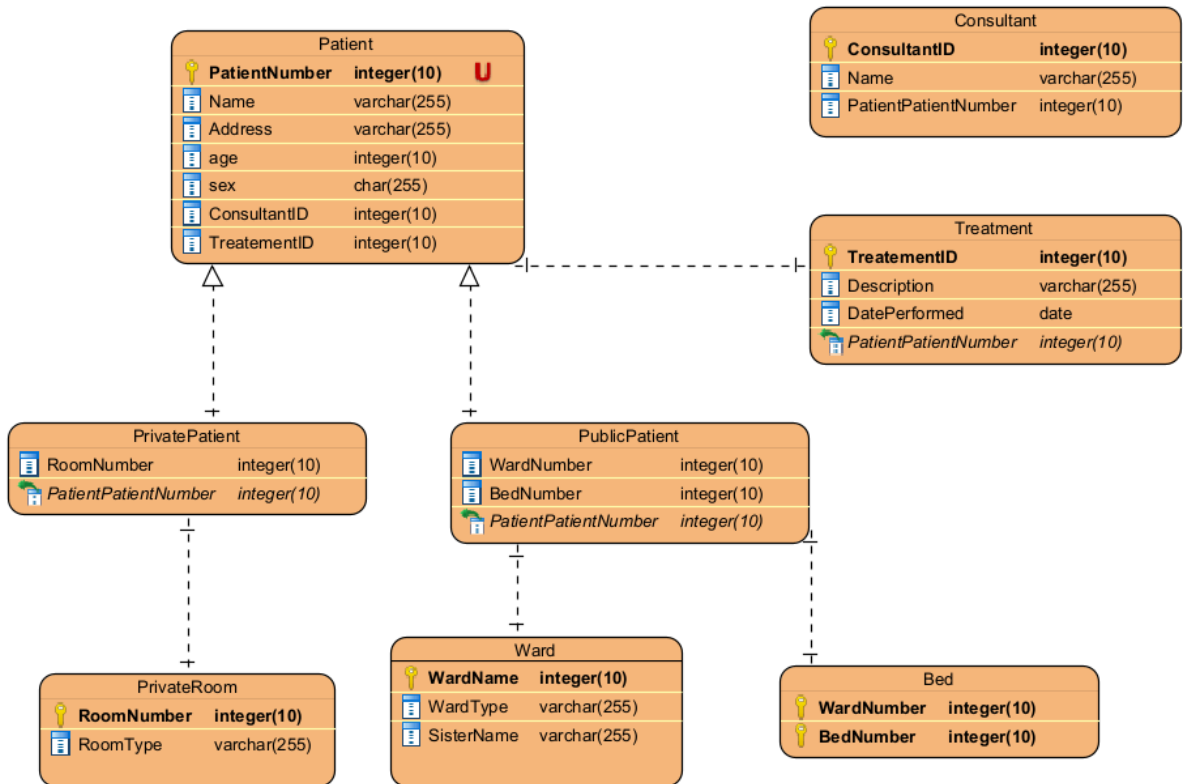 Patient
PatientNumber integer(10) U
Name varchar(255)
Address varchar(255)
age integer(10)
sex char(255)
ConsultantID integer(10)
TreatementID integer(10)
Consultant
ConsultantID integer(10)
Name varchar(255)
PatientPatientNumber integer(10)
Treatment
TreatementID integer(10)
Description varchar(255)
DatePerformed date
PatientPatientNumber integer(10)
PrivatePatient
RoomNumber integer(10)
PatientPatientNumber integer(10)
PublicPatient
WardNumber integer(10)
BedNumber integer(10)
PatientPatientNumber integer(10)
PrivateRoom
RoomNumber integer(10)
RoomType varchar(255)
Ward
WardName integer(10)
WardType varchar(255)
SisterName varchar(255)
Bed
WardNumber integer(10)
BedNumber integer(10)